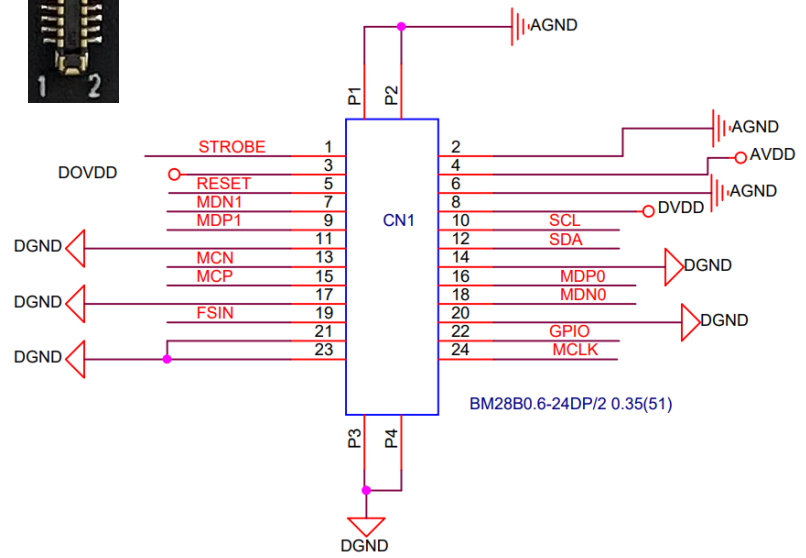 1 2
AGND
P1 P2
STROBE 1 2 AGND
DOVDD 3 4 AVDD
RESET 5 6 AGND
MDN1 7 8 DVDD
CN1
MDP1 9 10 SCL
DGND 11 12 SDA
MCN 13 14 DGND
MCP 15 16 MDP0
DGND 17 18 MDN0
FSIN 19 20 DGND
21 22 GPIO
DGND 23 24 MCLK
BM28B0.6-24DP/2 0.35(51)
P3 P4
DGND